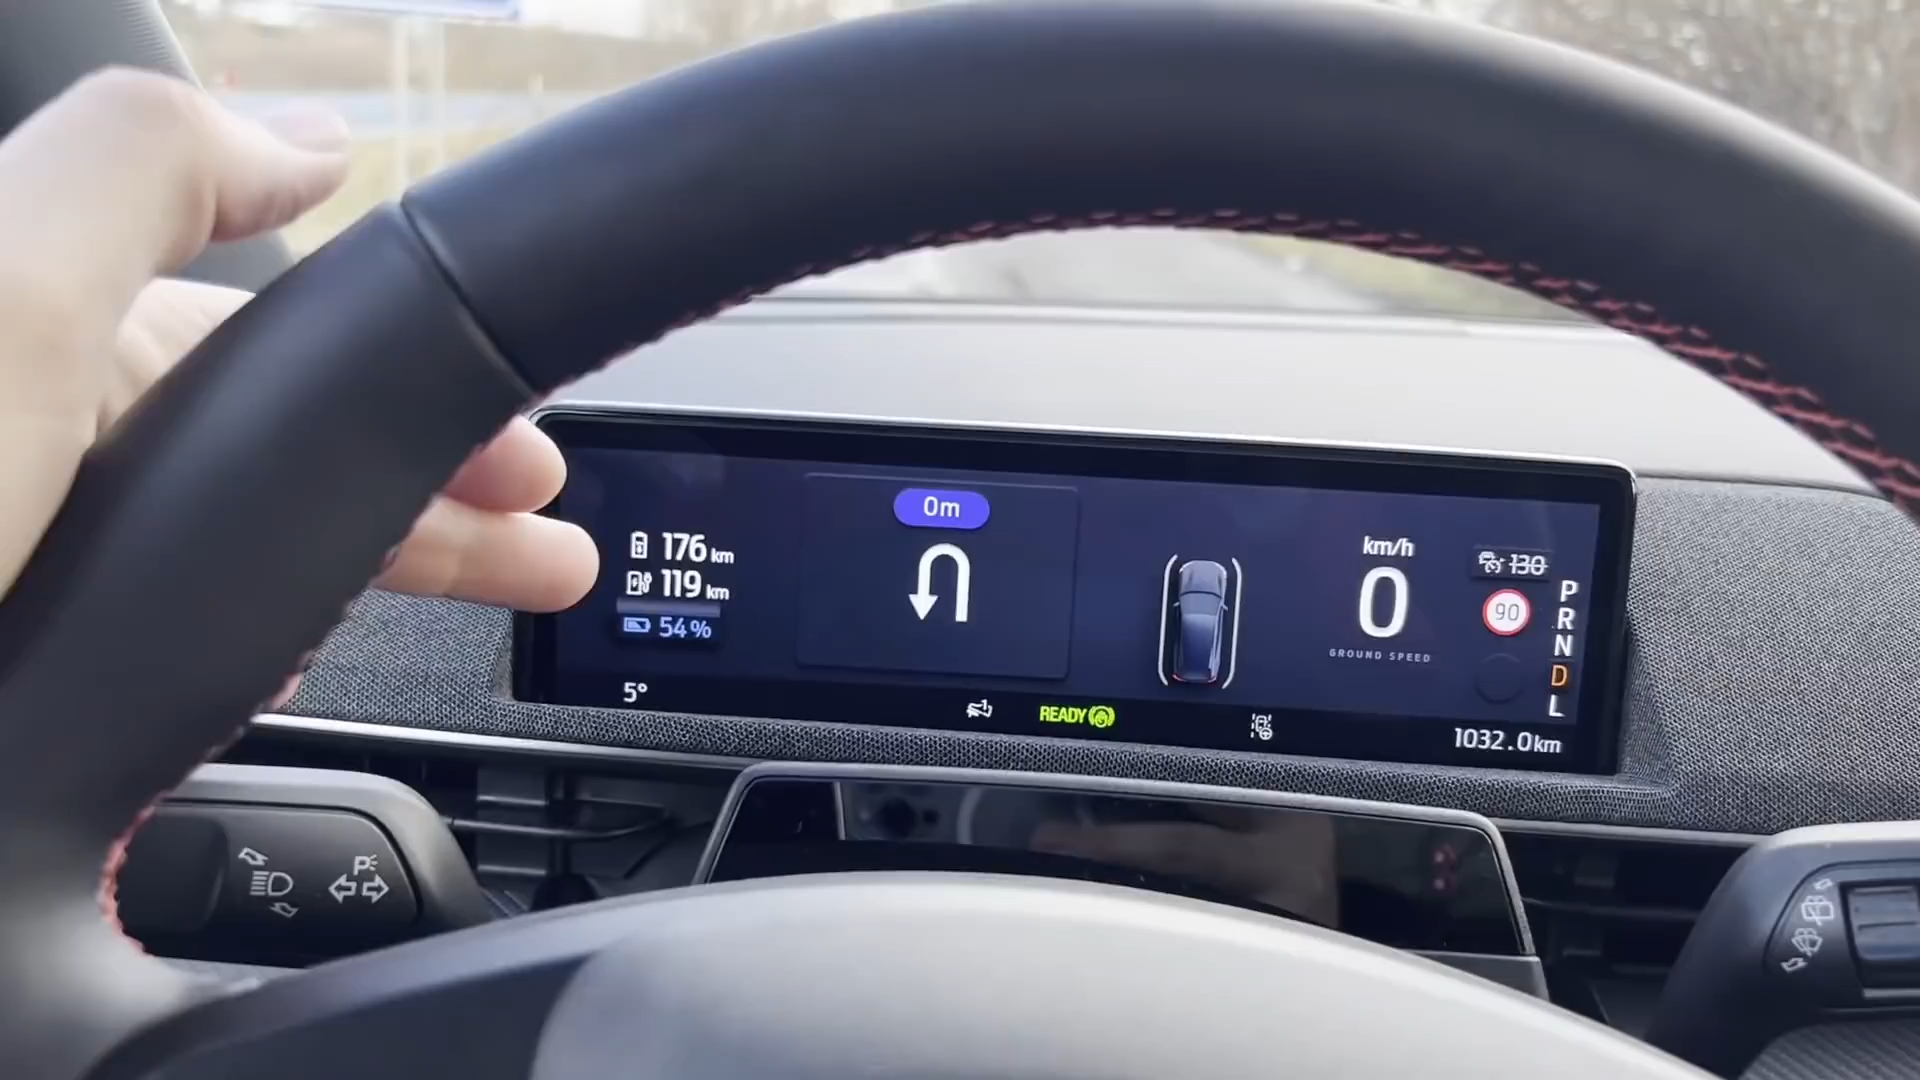 0m
176 km
119 km
54%
5°
READY
km/h
0
GROUND SPEED
130
90
P
R
N
D
L
1032.0km
P